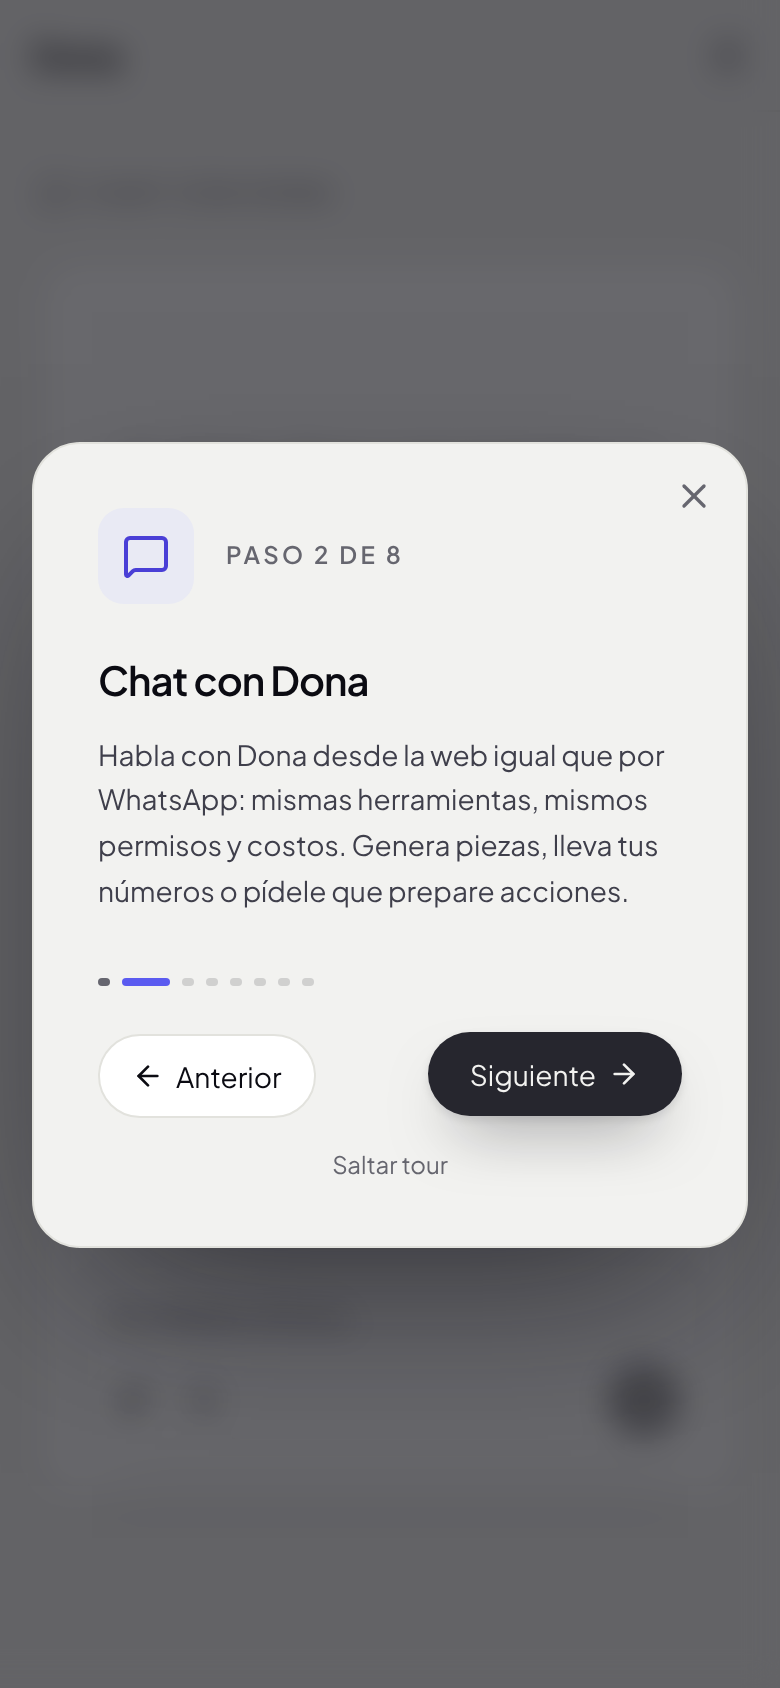 PASO 2 DE 8
Chat con Dona
Habla con Dona desde la web igual que por
WhatsApp: mismas herramientas, mismos
permisos y costos. Genera piezas, lleva tus
números o pídele que prepare acciones.
Anterior
Siguiente
Saltar tour